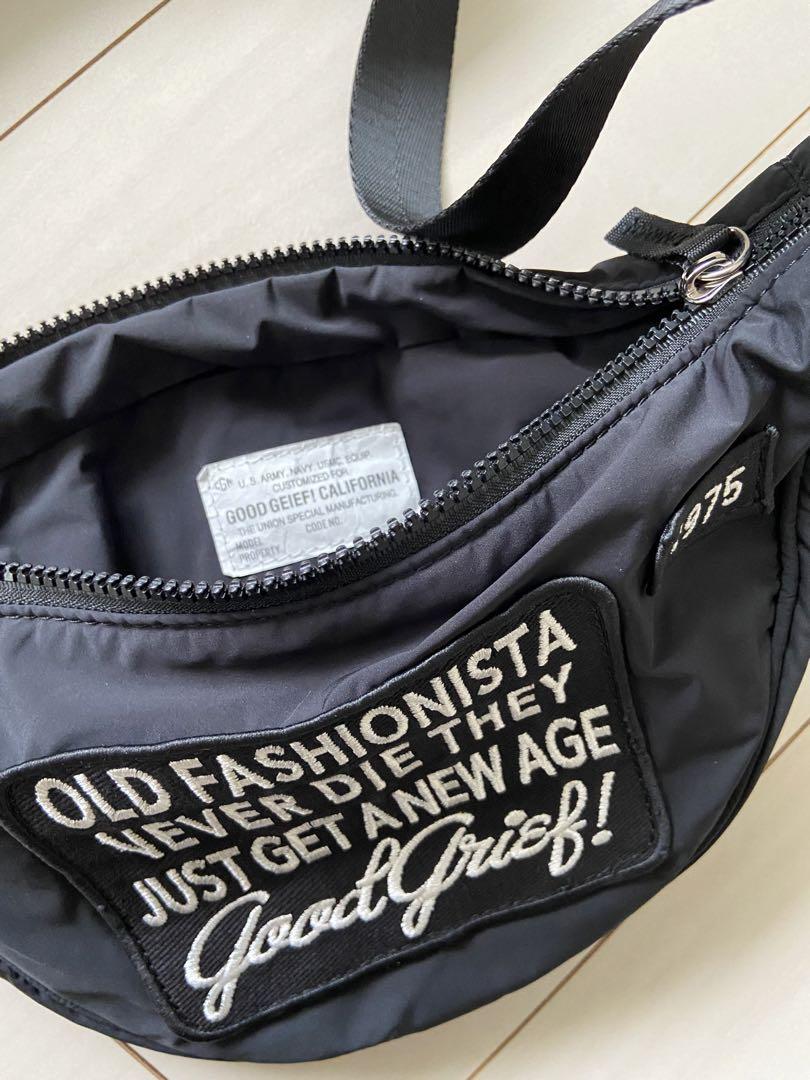 U.S. ARMY. NAVY. USMC. EQUIP.
CUSTOMIZED FOR
GOOD GEIEF! CALIFORNIA
THE UNION SPECIAL MANUFACTURING.
MODEL CODE NO.
PROPERTY
1975
OLD FASHIONISTA
NEVER DIE THEY
JUST GET A NEW AGE
Good Grief!